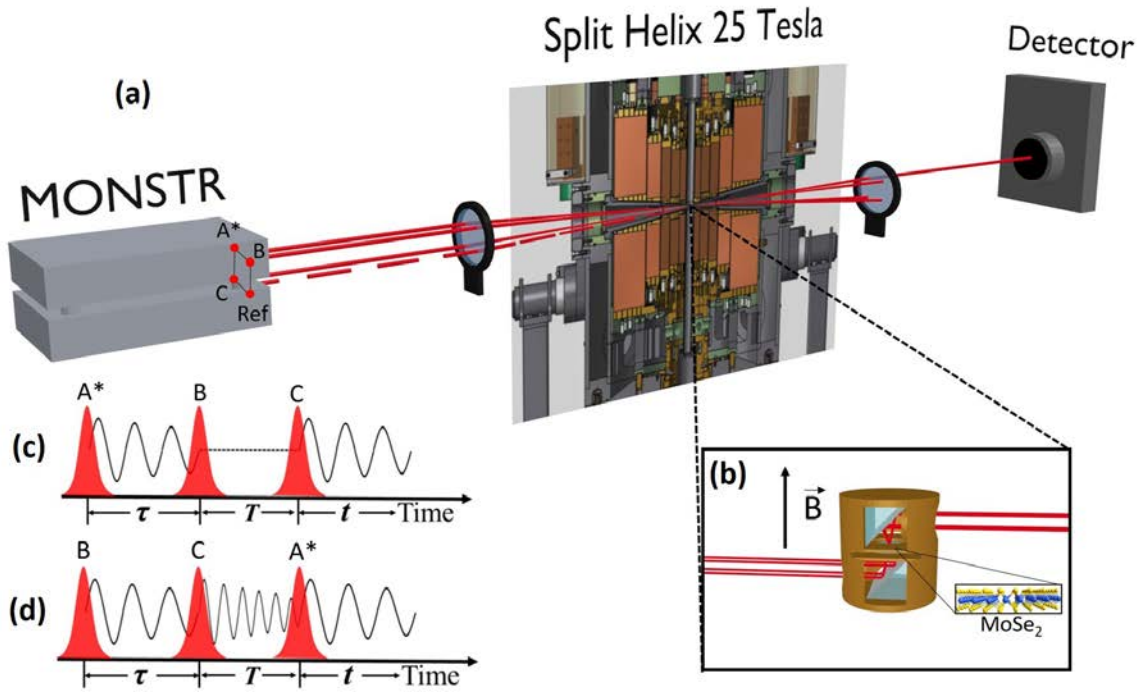 Split Helix 25 Tesla
Detector
(a)
MONSTR
A*
B
C
Ref
A* B C
(c)
τ T t Time
B C A*
(d)
τ T t Time
(b)
B
MoSe₂